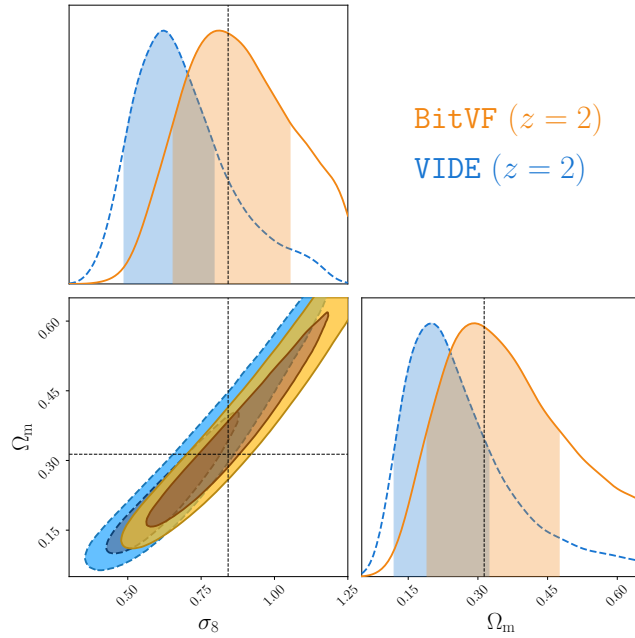 BitVF (z = 2)
VIDE (z = 2)
0.60
0.45
0.30
0.15
Ωm
0.50 0.75 1.00 1.25
σ8
0.15 0.30 0.45 0.60
Ωm